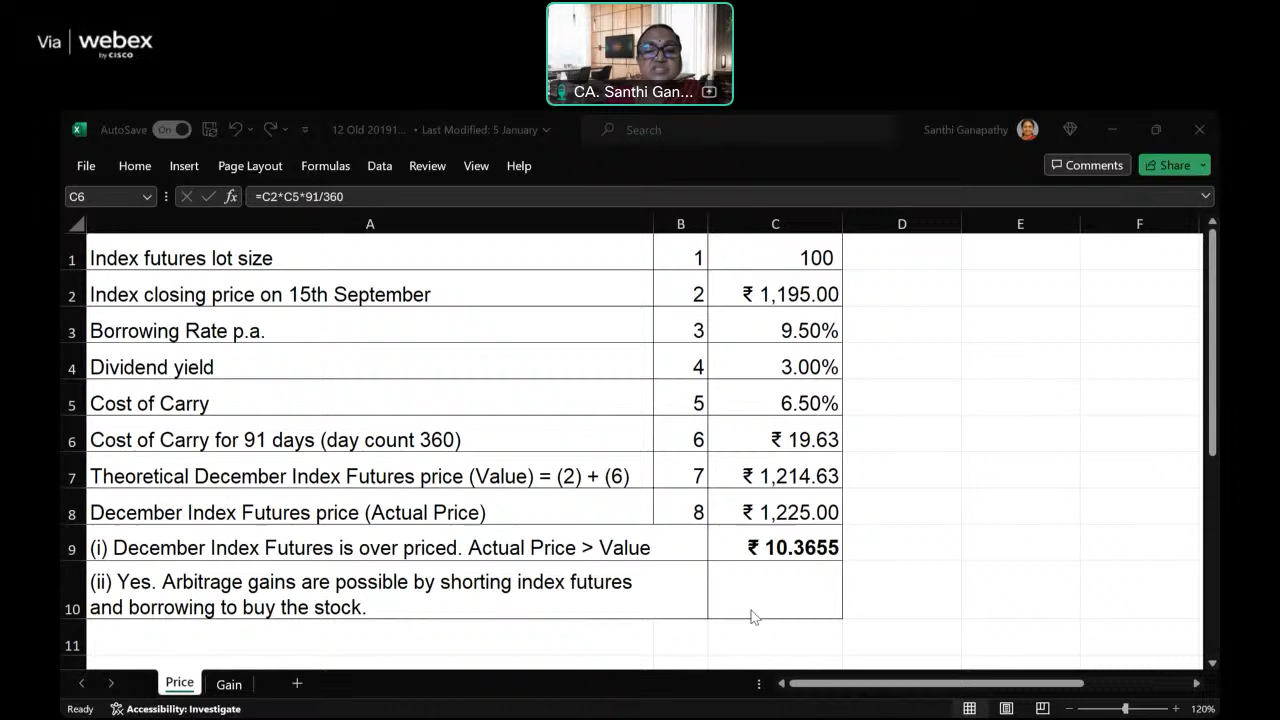 Via | webex
by CISCO
CA. Santhi Gan...
AutoSave On 12 Old 20191... • Last Modified: 5 January Search Santhi Ganapathy
File Home Insert Page Layout Formulas Data Review View Help Comments Share
C6 fx =C2*C5*91/360
A B C D E F
1 Index futures lot size 1 100
2 Index closing price on 15th September 2 ₹ 1,195.00
3 Borrowing Rate p.a. 3 9.50%
4 Dividend yield 4 3.00%
5 Cost of Carry 5 6.50%
6 Cost of Carry for 91 days (day count 360) 6 ₹ 19.63
7 Theoretical December Index Futures price (Value) = (2) + (6) 7 ₹ 1,214.63
8 December Index Futures price (Actual Price) 8 ₹ 1,225.00
9 (i) December Index Futures is over priced. Actual Price > Value ₹ 10.3655
(ii) Yes. Arbitrage gains are possible by shorting index futures
10 and borrowing to buy the stock.
11
Price Gain
Ready Accessibility: Investigate 120%